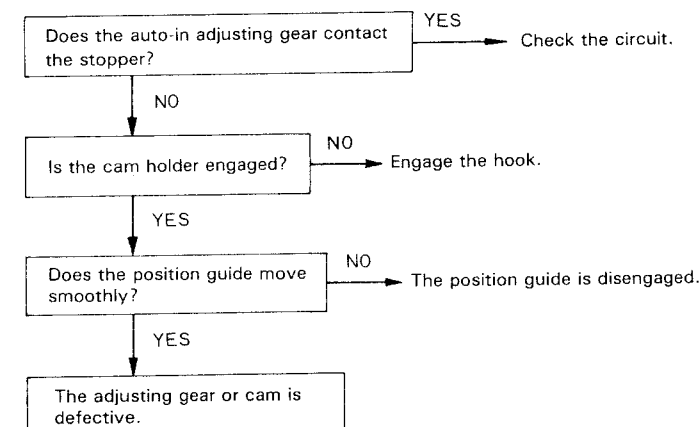 Does the auto-in adjusting gear contact
the stopper?
YES
Check the circuit.
NO
Is the cam holder engaged?
NO
Engage the hook.
YES
Does the position guide move
smoothly?
NO
The position guide is disengaged.
YES
The adjusting gear or cam is
defective.